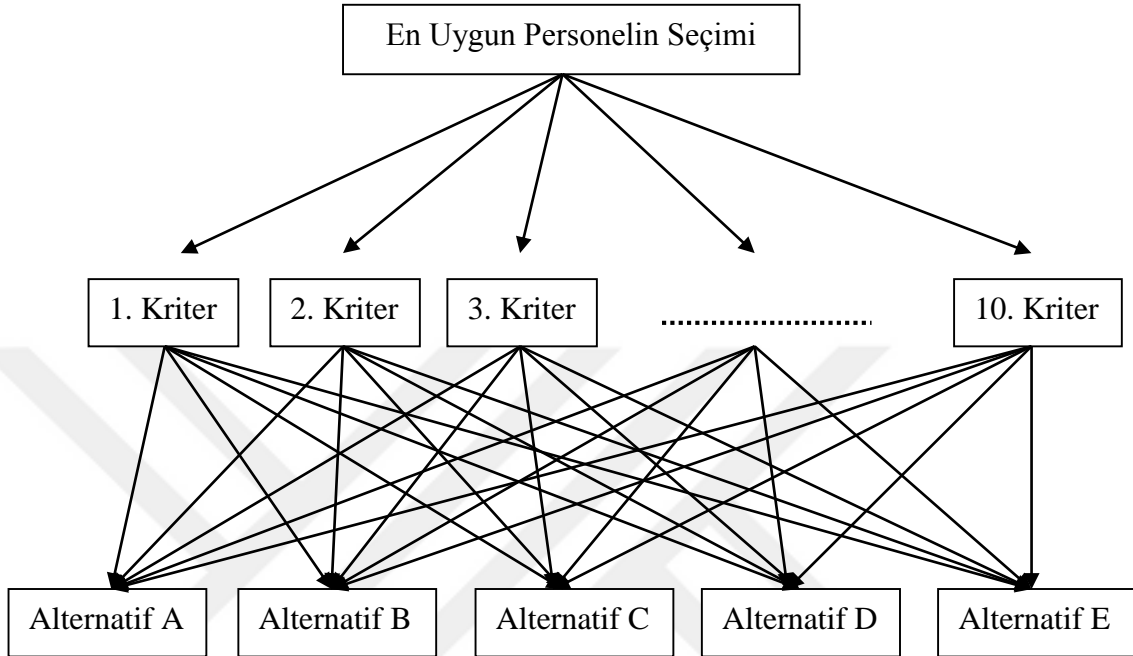 En Uygun Personelin Seçimi
1. Kriter
2. Kriter
3. Kriter
..........................
10. Kriter
Alternatif A
Alternatif B
Alternatif C
Alternatif D
Alternatif E